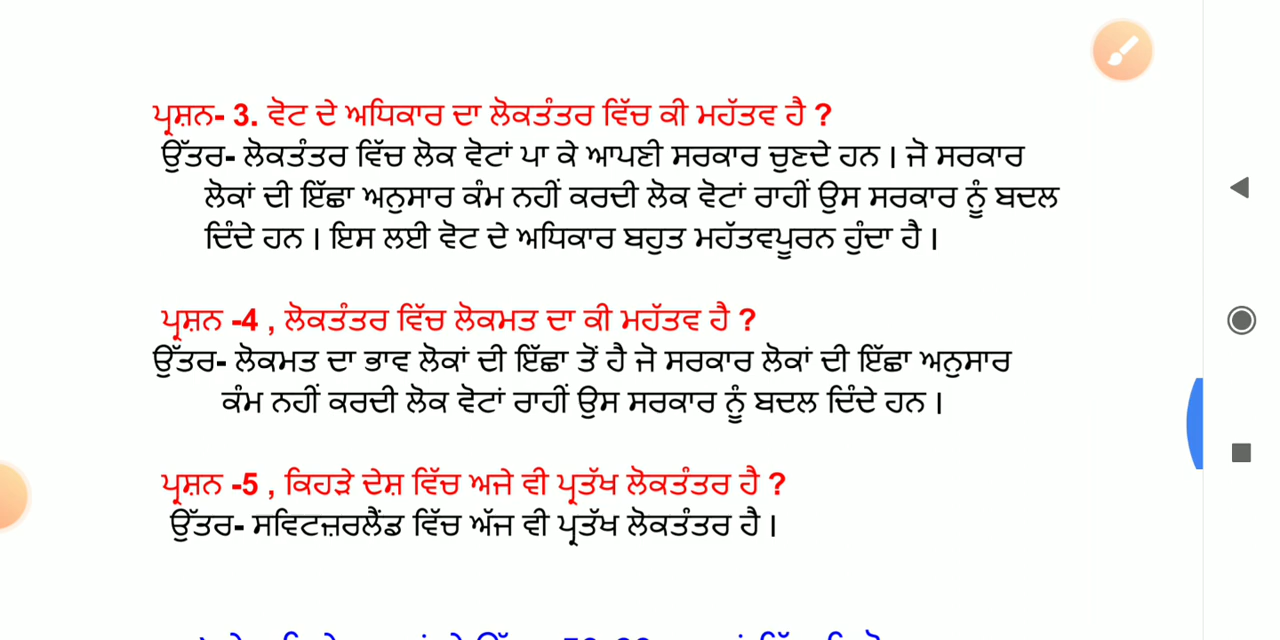 ਪ੍ਰਸ਼ਨ- 3. ਵੋਟ ਦੇ ਅਧਿਕਾਰ ਦਾ ਲੋਕਤੰਤਰ ਵਿੱਚ ਕੀ ਮਹੱਤਵ ਹੈ ?
ਉੱਤਰ- ਲੋਕਤੰਤਰ ਵਿੱਚ ਲੋਕ ਵੋਟਾਂ ਪਾ ਕੇ ਆਪਣੀ ਸਰਕਾਰ ਚੁਣਦੇ ਹਨ । ਜੋ ਸਰਕਾਰ
ਲੋਕਾਂ ਦੀ ਇੱਛਾ ਅਨੁਸਾਰ ਕੰਮ ਨਹੀਂ ਕਰਦੀ ਲੋਕ ਵੋਟਾਂ ਰਾਹੀਂ ਉਸ ਸਰਕਾਰ ਨੂੰ ਬਦਲ
ਦਿੰਦੇ ਹਨ । ਇਸ ਲਈ ਵੋਟ ਦੇ ਅਧਿਕਾਰ ਬਹੁਤ ਮਹੱਤਵਪੂਰਨ ਹੁੰਦਾ ਹੈ ।
ਪ੍ਰਸ਼ਨ -4 , ਲੋਕਤੰਤਰ ਵਿੱਚ ਲੋਕਮਤ ਦਾ ਕੀ ਮਹੱਤਵ ਹੈ ?
ਉੱਤਰ- ਲੋਕਮਤ ਦਾ ਭਾਵ ਲੋਕਾਂ ਦੀ ਇੱਛਾ ਤੋਂ ਹੈ ਜੋ ਸਰਕਾਰ ਲੋਕਾਂ ਦੀ ਇੱਛਾ ਅਨੁਸਾਰ
ਕੰਮ ਨਹੀਂ ਕਰਦੀ ਲੋਕ ਵੋਟਾਂ ਰਾਹੀਂ ਉਸ ਸਰਕਾਰ ਨੂੰ ਬਦਲ ਦਿੰਦੇ ਹਨ ।
ਪ੍ਰਸ਼ਨ -5 , ਕਿਹੜੇ ਦੇਸ਼ ਵਿੱਚ ਅਜੇ ਵੀ ਪ੍ਰਤੱਖ ਲੋਕਤੰਤਰ ਹੈ ?
ਉੱਤਰ- ਸਵਿਟਜ਼ਰਲੈਂਡ ਵਿੱਚ ਅੱਜ ਵੀ ਪ੍ਰਤੱਖ ਲੋਕਤੰਤਰ ਹੈ ।